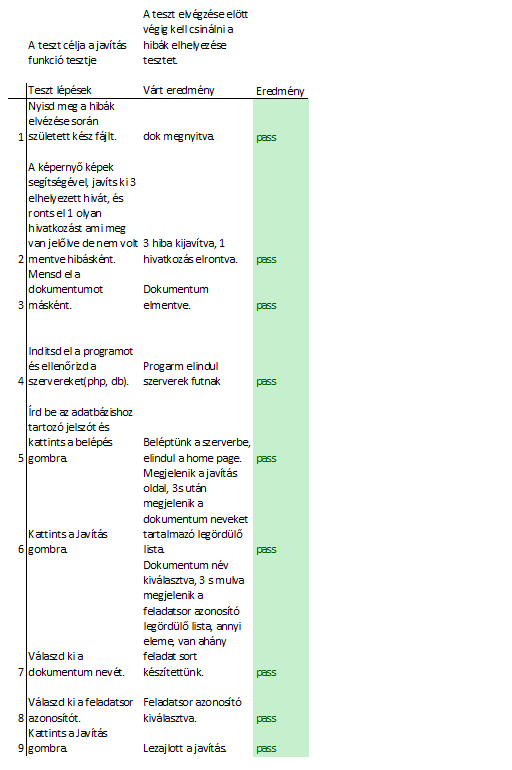 A teszt célja a javítás
funkció tesztje
A teszt elvégzése elött
végig kell csinálni a
hibák elhelyezése
tesztet.
Teszt lépések
Várt eredmény
Eredmény
1
Nyisd meg a hibák
elvézése során
született kész fájlt.
dok megnyitva.
pass
2
A képernyő képek
segítségével, javíts ki 3
elhelyezett hivát, és
ronts el 1 olyan
hivatkozást ami meg
van jelőlve de nem volt
mentve hibásként.
3 hiba kijavítva, 1
hivatkozás elrontva.
pass
3
Mensd el a
dokumentumot
másként.
Dokumentum
elmentve.
pass
4
Indítsd el a programot
és ellenőrizd a
szervereket(php, db).
Progarm elindul
szerverek futnak
pass
5
Írd be az adatbázishoz
tartozó jelszót és
kattints a belépés
gombra.
Beléptünk a szerverbe,
elindul a home page.
pass
6
Kattints a Javítás
gombra.
Megjelenik a javítás
oldal, 3s után
megjelenik a
dokumentum neveket
tartalmazó legördülő
lista.
pass
7
Válaszd ki a
dokumentum nevét.
Dokumentum név
kiválasztva, 3 s mulva
megjelenik a
feladatsor azonosító
legördülő lista, annyi
eleme, van ahány
feladat sort
készítettünk.
pass
8
Válaszd ki a feladatsor
azonosítót.
Feladatsor azonosító
kiválasztva.
pass
9
Kattints a Javítás
gombra.
Lezajlott a javítás.
pass